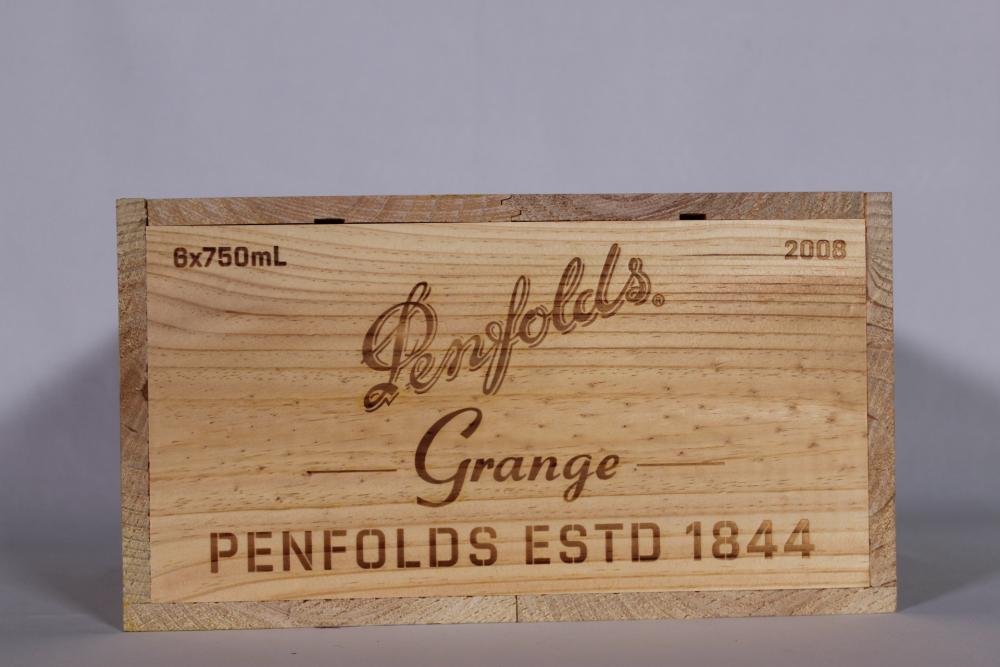 6x750mL
2008
Penfolds®
Grange
PENFOLDS ESTD 1844